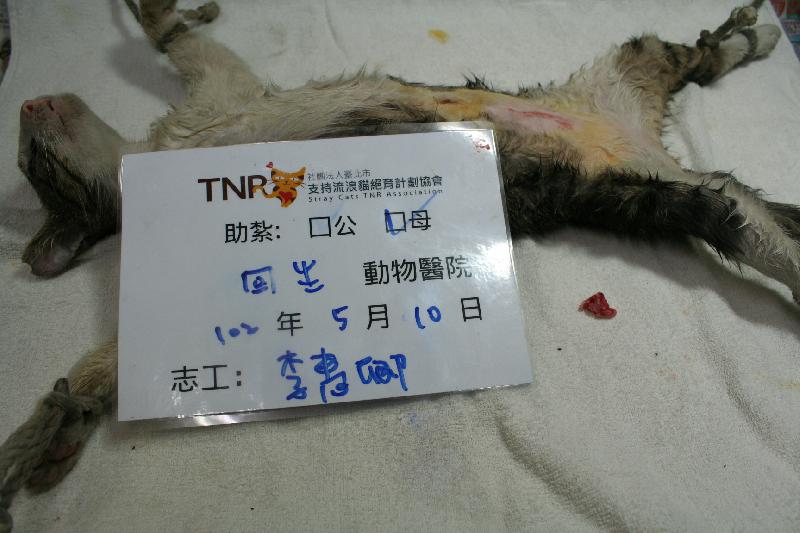 TNR 社團法人臺北市
支持流浪貓絕育計劃協會
Stray Cats TNR Association
助紮: □公 ☑母
回生 動物醫院
102 年 5 月 10 日
志工: 李